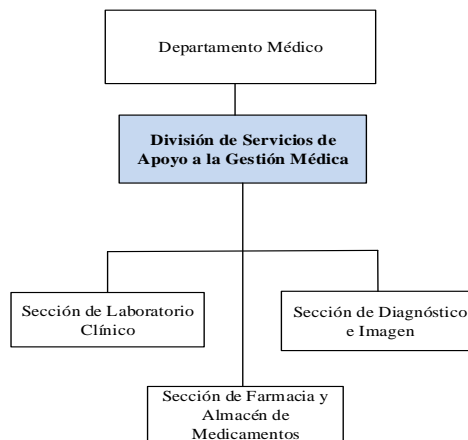 Departamento Médico
División de Servicios de
Apoyo a la Gestión Médica
Sección de Laboratorio
Clínico
Sección de Diagnóstico
e Imagen
Sección de Farmacia y
Almacén de
Medicamentos